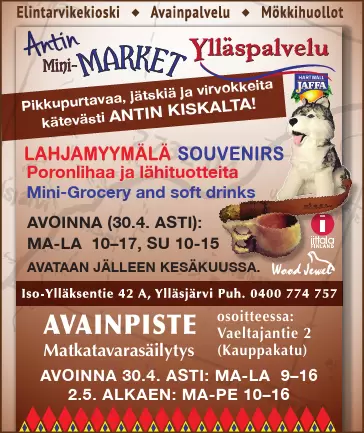 Elintarvikekioski ◆ Avainpalvelu ◆ Mökkihuollot
Antin
Mini-MARKET Ylläspalvelu
Pikkupurtavaa, jätskiä ja virvokkeita
kätevästi ANTIN KISKALTA!
HARTWALL
JAFFA
LAHJAMYYMÄLÄ SOUVENIRS
Poronlihaa ja lähituotteita
Mini-Grocery and soft drinks
AVOINNA (30.4. ASTI):
MA-LA 10–17, SU 10-15
AVATAAN JÄLLEEN KESÄKUUSSA.
i
iittala
FINLAND
Wood Jewel
Iso-Ylläksentie 42 A, Ylläsjärvi Puh. 0400 774 757
AVAINPISTE
Matkatavarasäilytys
osoitteessa:
Vaeltajantie 2
(Kauppakatu)
AVOINNA 30.4. ASTI: MA-LA 9–16
2.5. ALKAEN: MA-PE 10–16